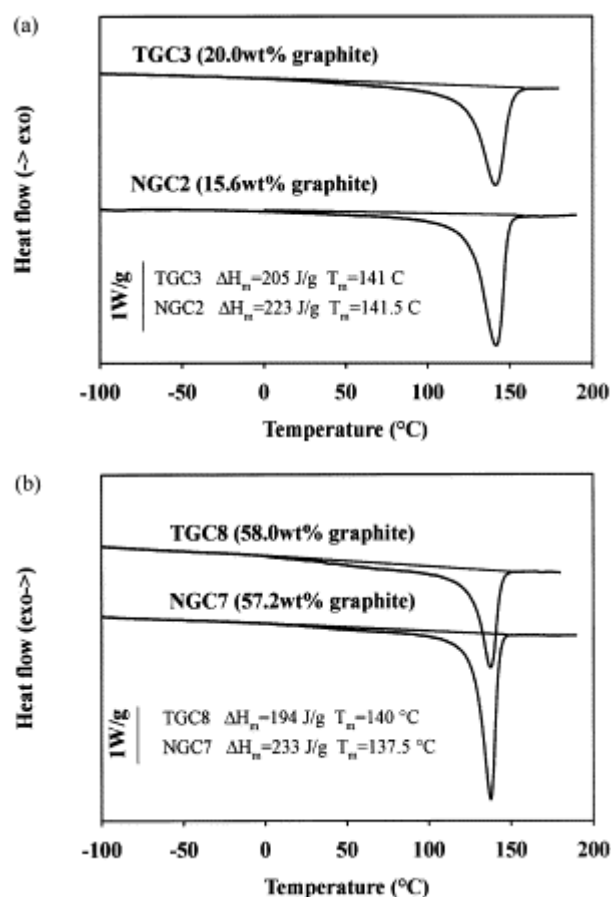 (a)
TGC3 (20.0wt% graphite)
NGC2 (15.6wt% graphite)
Heat flow (-> exo)
1W/g
TGC3 ΔHm=205 J/g Tm=141 C
NGC2 ΔHm=223 J/g Tm=141.5 C
-100 -50 0 50 100 150 200
Temperature (°C)
(b)
TGC8 (58.0wt% graphite)
NGC7 (57.2wt% graphite)
Heat flow (exo->)
1W/g
TGC8 ΔHm=194 J/g Tm=140 °C
NGC7 ΔHm=233 J/g Tm=137.5 °C
-100 -50 0 50 100 150 200
Temperature (°C)